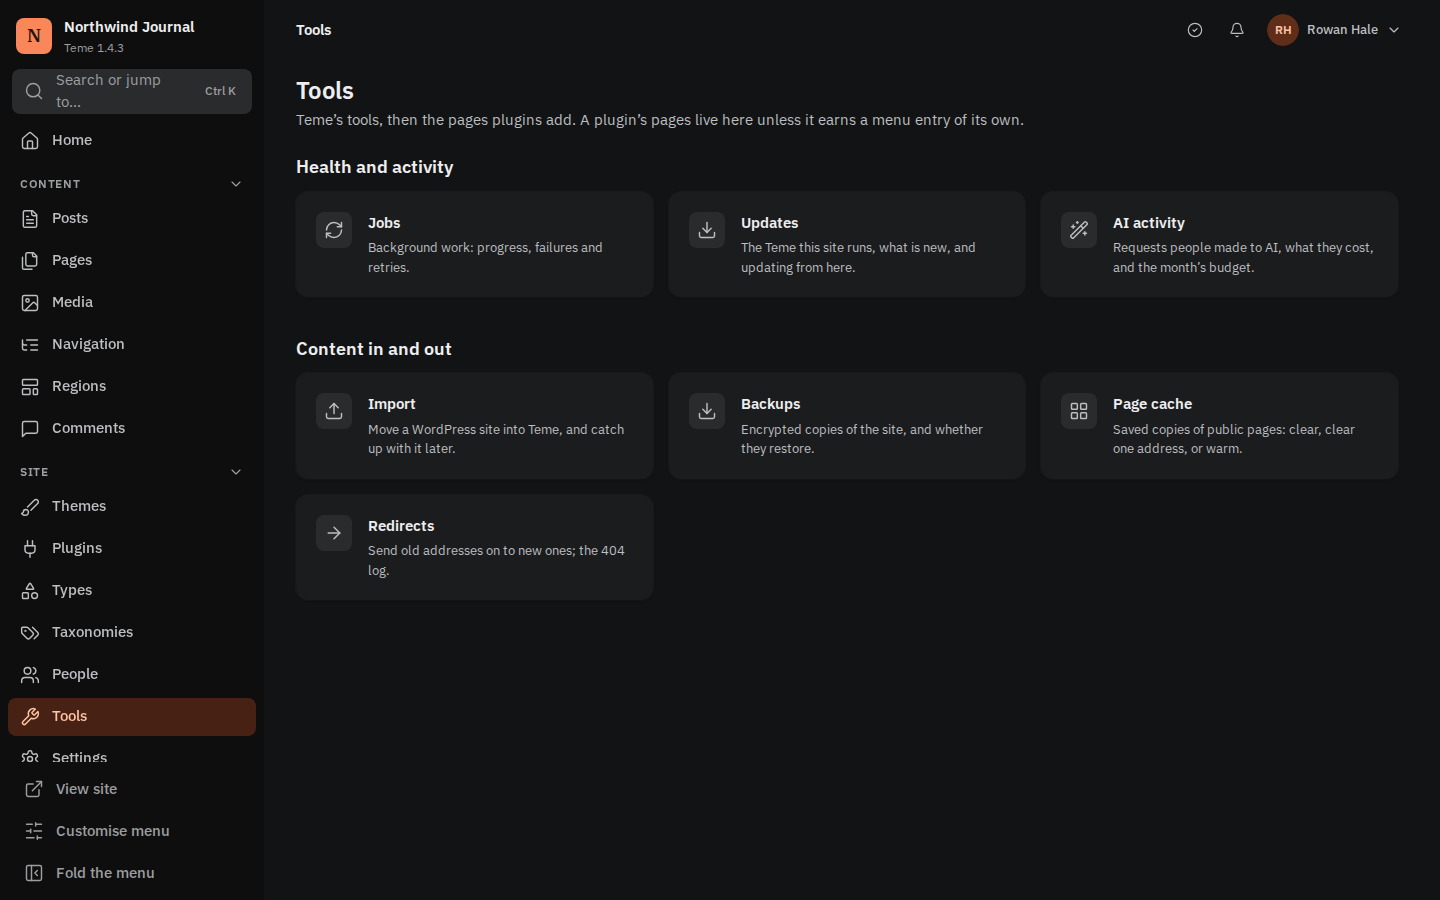 N
Northwind Journal
Teme 1.4.3
Search or jump
to...
Ctrl K
Home
CONTENT
Posts
Pages
Media
Navigation
Regions
Comments
SITE
Themes
Plugins
Types
Taxonomies
People
Tools
Settings
View site
Customise menu
Fold the menu
Tools
RH
Rowan Hale
Tools
Teme’s tools, then the pages plugins add. A plugin’s pages live here unless it earns a menu entry of its own.
Health and activity
Jobs
Background work: progress, failures and
retries.
Updates
The Teme this site runs, what is new, and
updating from here.
AI activity
Requests people made to AI, what they cost,
and the month’s budget.
Content in and out
Import
Move a WordPress site into Teme, and catch
up with it later.
Backups
Encrypted copies of the site, and whether
they restore.
Page cache
Saved copies of public pages: clear, clear
one address, or warm.
Redirects
Send old addresses on to new ones; the 404
log.